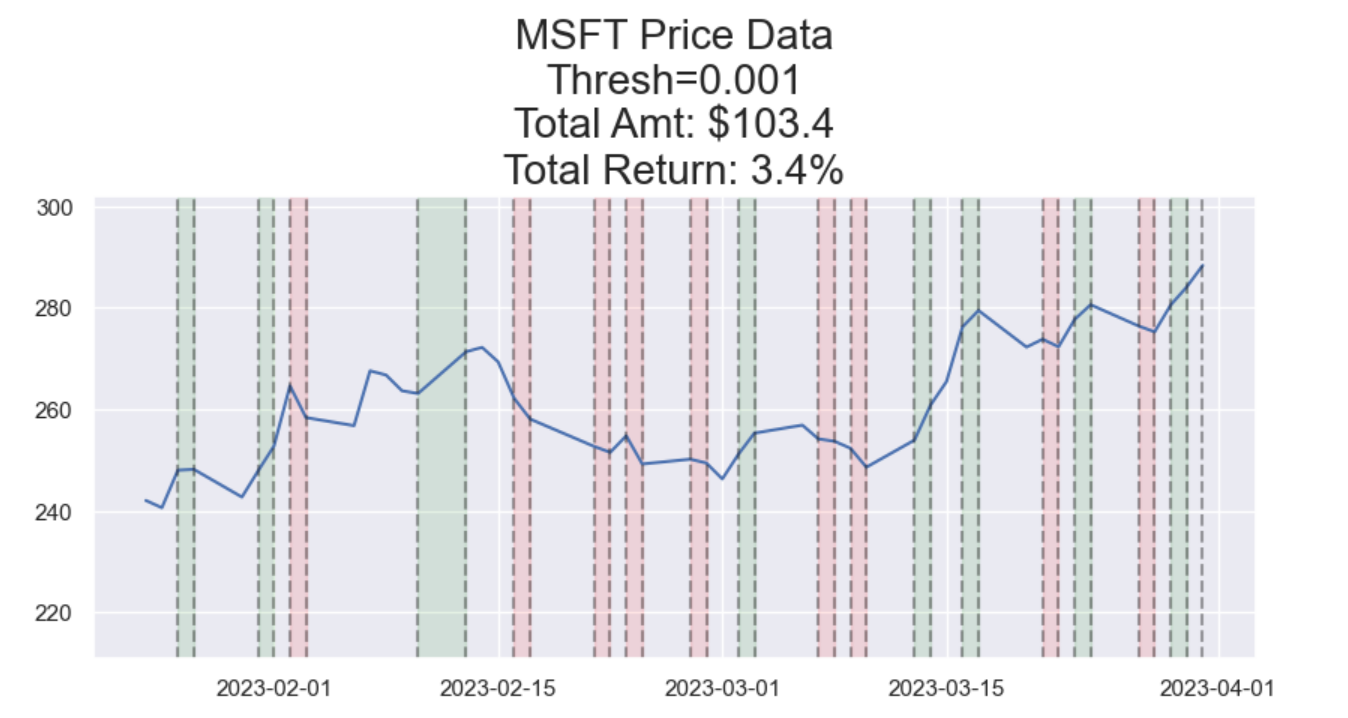 MSFT Price Data
Thresh=0.001
Total Amt: $103.4
Total Return: 3.4%
300
280
260
240
220
2023-02-01 2023-02-15 2023-03-01 2023-03-15 2023-04-01